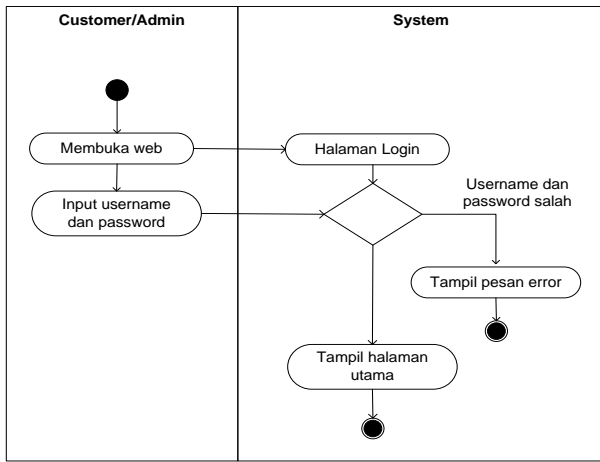 Customer/Admin
System
Membuka web
Halaman Login
Input username
dan password
Username dan
password salah
Tampil pesan error
Tampil halaman
utama